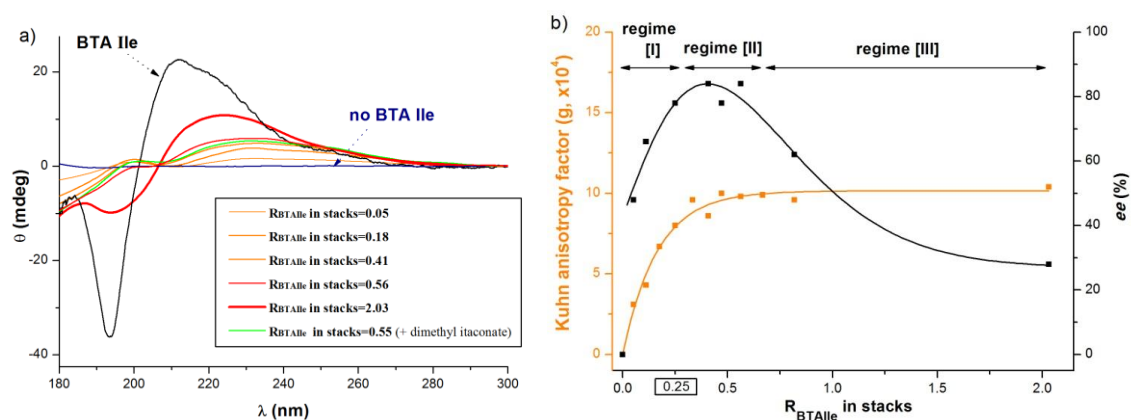 a)
BTA Ile
no BTA Ile
θ (mdeg)
20
0
-20
-40
180
200
220
240
260
280
300
λ (nm)
RBTAIle in stacks=0.05
RBTAIle in stacks=0.18
RBTAIle in stacks=0.41
RBTAIle in stacks=0.56
RBTAIle in stacks=2.03
RBTAIle in stacks=0.55 (+ dimethyl itaconate)
b)
regime [I]
regime [II]
regime [III]
Kuhn anisotropy factor (g, x10⁴)
20
15
10
5
0
100
80
60
40
20
0
ee (%)
0.0
0.25
0.5
1.0
1.5
2.0
R BTAIle in stacks